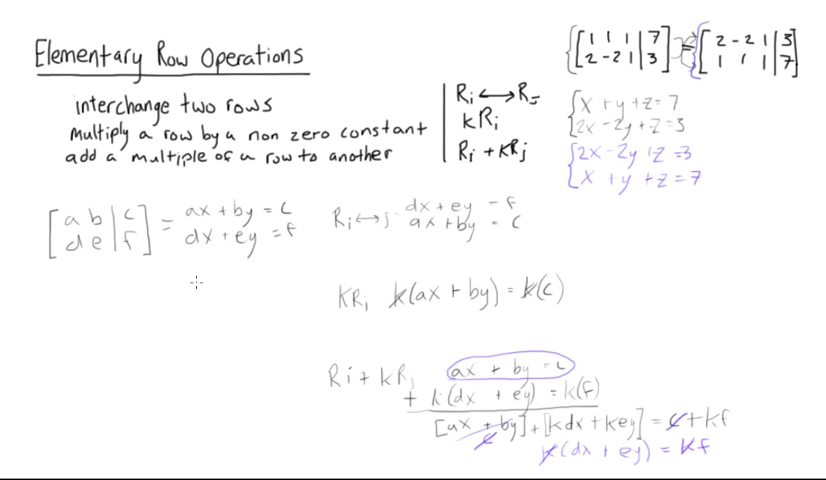 Elementary Row Operations
interchange two rows
Multiply a row by a non zero constant
add a multiple of a row to another
Ri ↔ R=
kRi
Ri + kRj
{[1 1 1 | 7] = {[2 -2 1 | 3]
[2 -2 1 | 3] [1 1 1 | 7]
{x + y + z = 7
{2x - 2y + z = 3
{2x - 2y + z = 3
{x + y + z = 7
[a b | c] = ax + by = c
[d e | f] dx + ey = f
Ri ↔ j dx + ey = f
ax + by = c
KRi k(ax + by) = k(c)
Ri + kRj ax + by = c
+ k(dx + ey) = k(f)
[ax + by] + [kdx + key] = c + kf
c
k(dx + ey) = kf